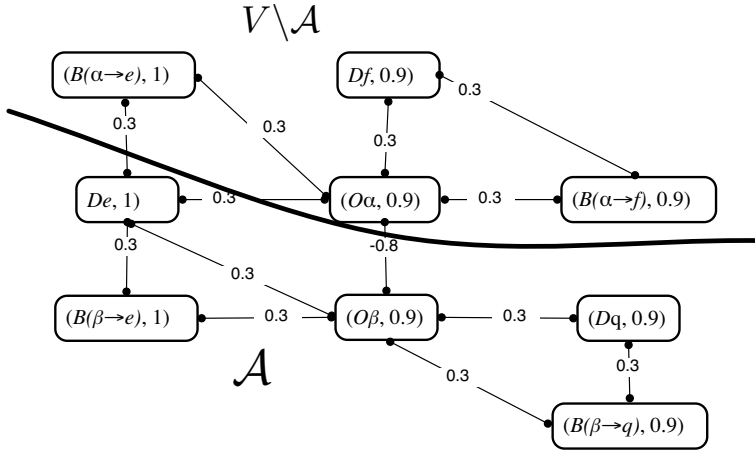 V\𝒜
(B(α→e), 1)
Df, 0.9)
0.3
0.3
0.3
0.3
De, 1)
0.3
(Oα, 0.9)
0.3
(B(α→f), 0.9)
0.3
-0.8
0.3
(B(β→e), 1)
0.3
(Oβ, 0.9)
0.3
(Dq, 0.9)
𝒜
0.3
0.3
(B(β→q), 0.9)